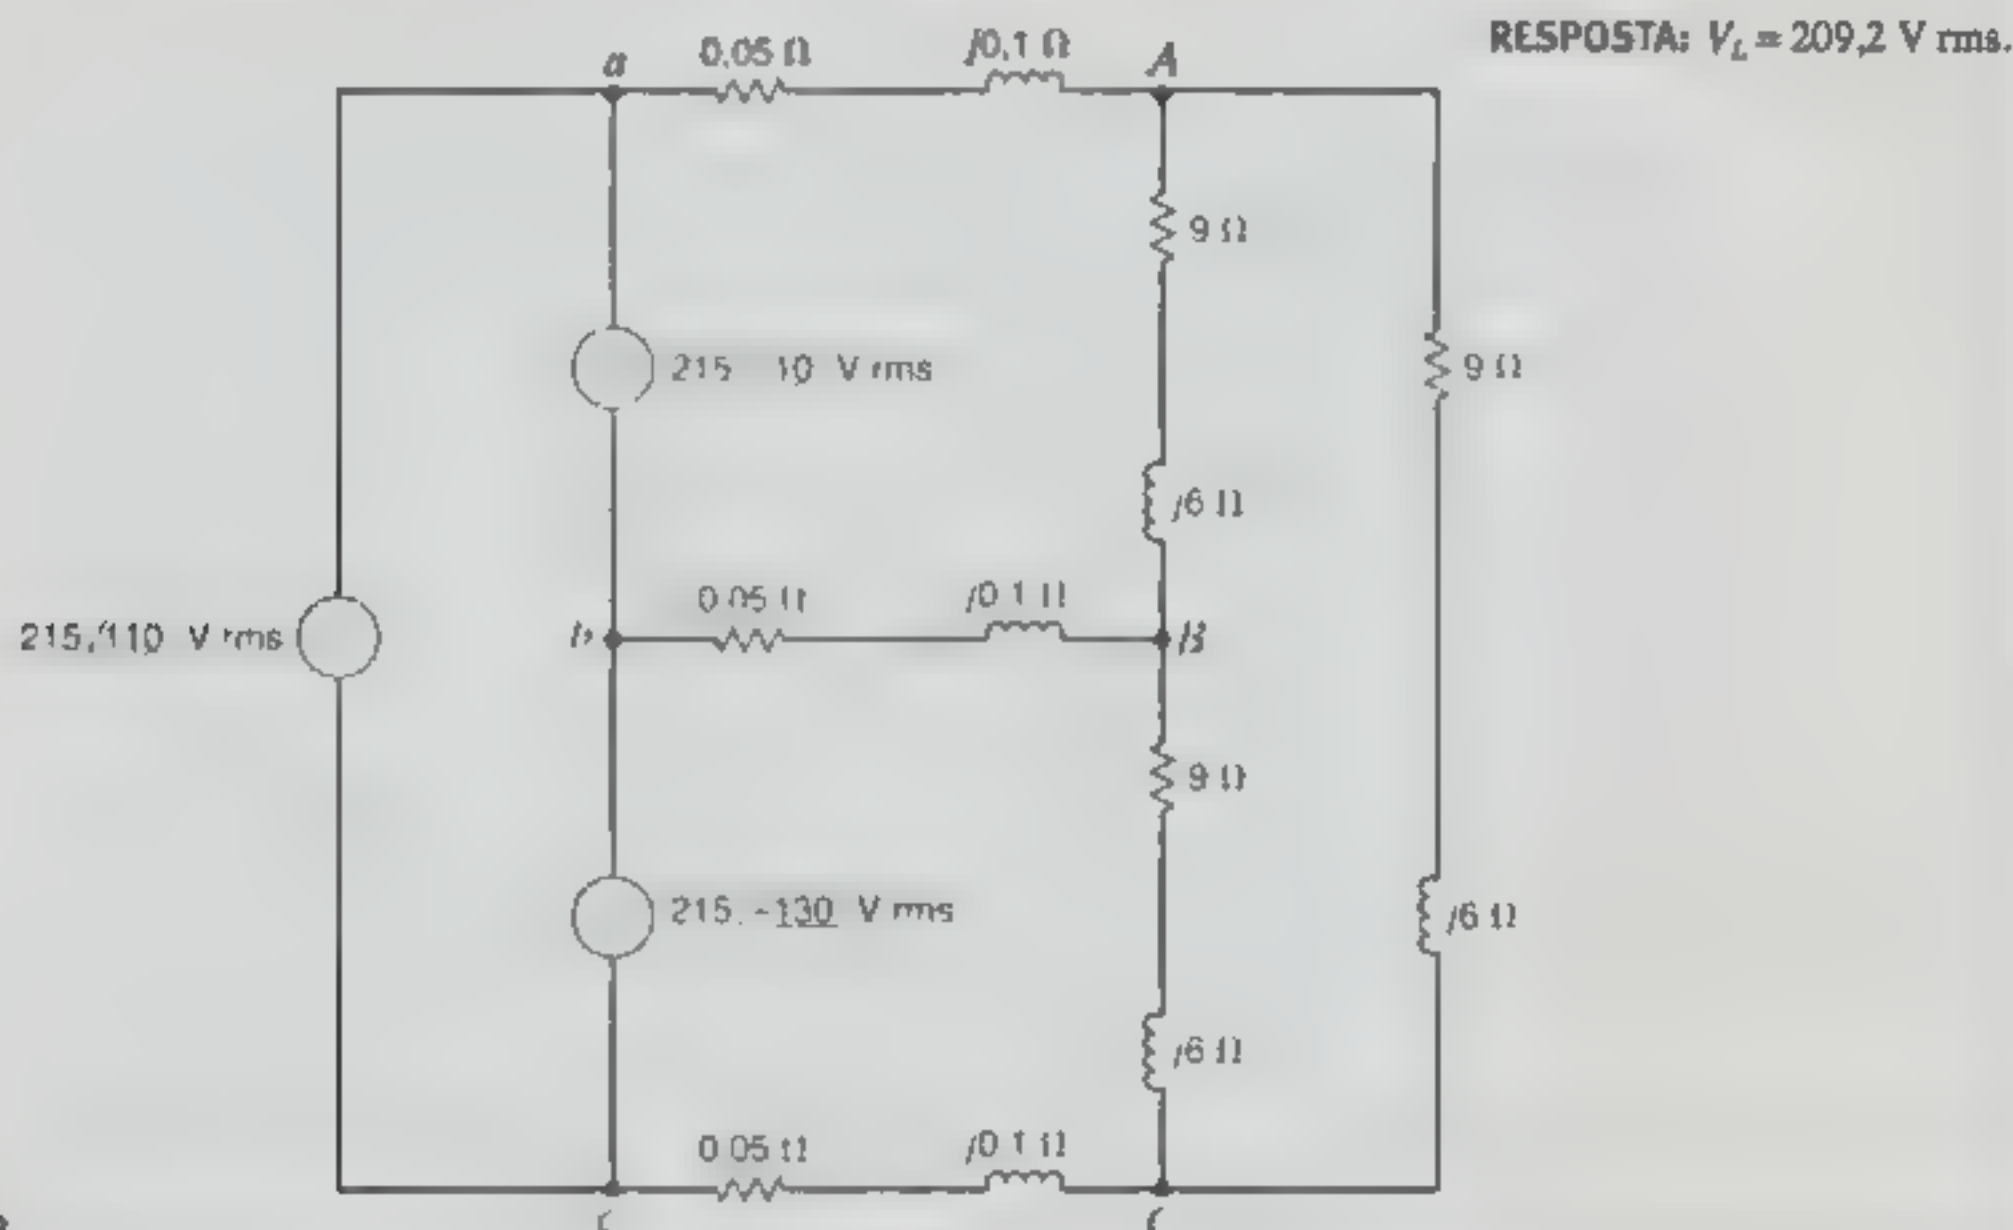 RESPOSTA: V_L = 209,2 V rms.
a
0,05 Ω
j0,1 Ω
A
9 Ω
215 10 V rms
9 Ω
j6 Ω
215/110 V rms
b
0 05 Ω
j0 1 Ω
B
9 Ω
215 -130 V rms
j6 Ω
j6 Ω
0 05 Ω
j0 1 Ω